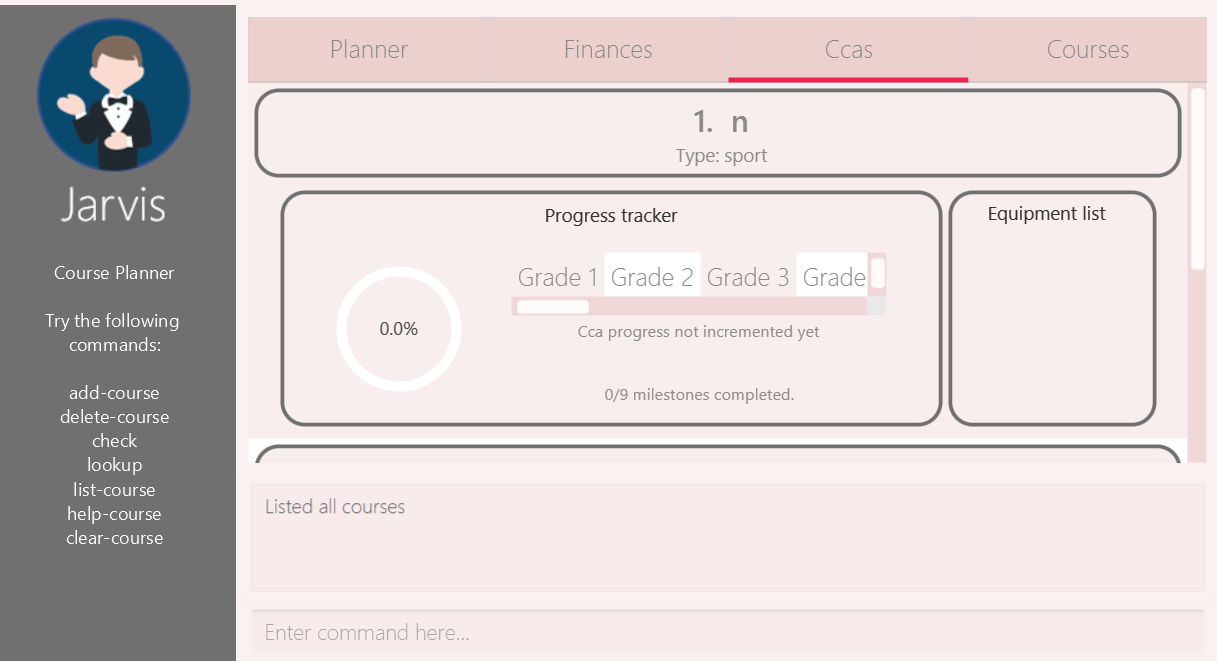 Jarvis
Course Planner
Try the following
commands:
add-course
delete-course
check
lookup
list-course
help-course
clear-course
Planner Finances Ccas Courses
1. n
Type: sport
Progress tracker
0.0%
Grade 1 Grade 2 Grade 3 Grade
Cca progress not incremented yet
0/9 milestones completed.
Equipment list
Listed all courses
Enter command here...